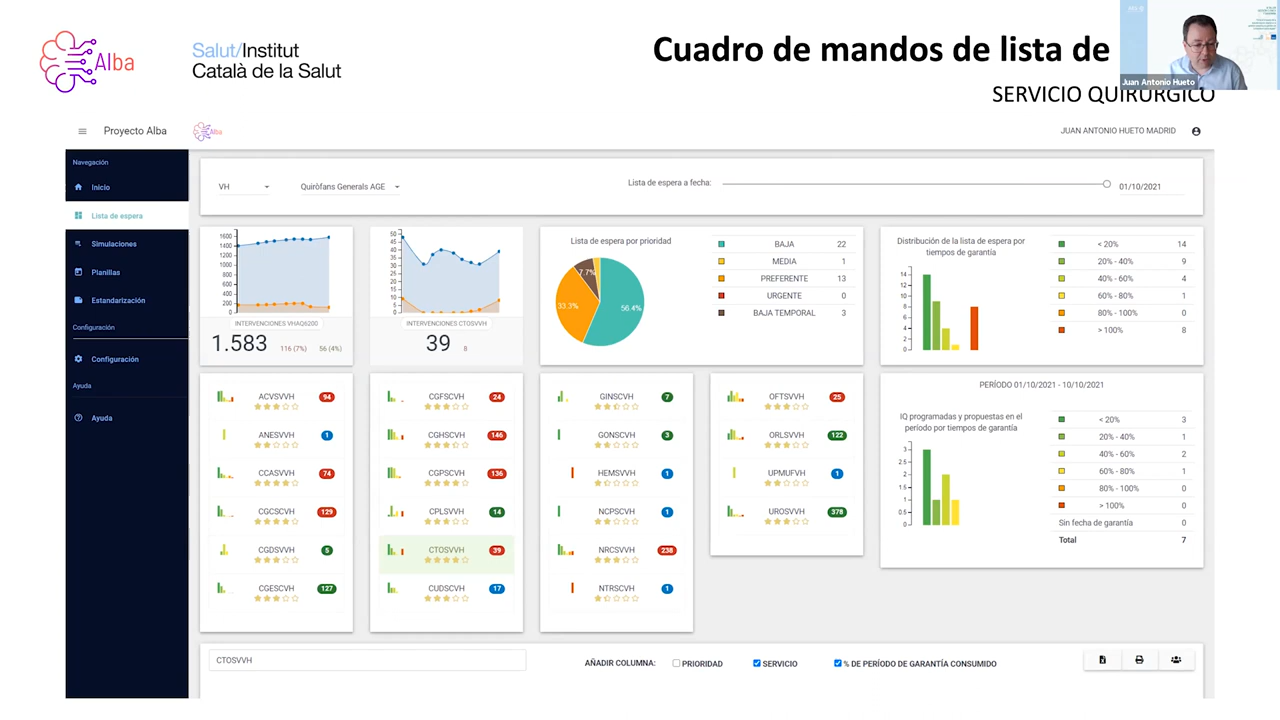 Alba
Salut/Institut
Català de la Salut
Cuadro de mandos de lista de
SERVICIO QUIRÚRGICO
Juan Antonio Hueto
Proyecto Alba
Alba
JUAN ANTONIO HUETO MADRID
Navegación
Inicio
Lista de espera
Simulaciones
Planillas
Estandarización
Configuración
Configuración
Ayuda
Ayuda
VH
Quiròfans Generals AGE
Lista de espera a fecha:
01/10/2021
1600
1400
1200
1000
800
600
400
200
0
INTERVENCIONES VHAQ6200
1.583
116 (7%)
56 (4%)
50
45
40
35
30
25
20
15
10
5
0
INTERVENCIONES CTOSVVH
39
8
Lista de espera por prioridad
7.7%
33.3%
56.4%
BAJA 22
MEDIA 1
PREFERENTE 13
URGENTE 0
BAJA TEMPORAL 3
Distribución de la lista de espera por
tiempos de garantía
14
12
10
8
6
4
2
0
< 20% 14
20% - 40% 9
40% - 60% 4
60% - 80% 1
80% - 100% 0
> 100% 8
ACVSVVH 94
ANESVVH 1
CCASVVH 74
CGCSCVH 129
CGDSVVH 5
CGESCVH 127
CGFSCVH 24
CGHSCVH 146
CGPSCVH 136
CPLSVVH 14
CTOSVVH 39
CUDSCVH 17
GINSCVH 7
GONSCVH 3
HEMSVVH 1
NCPSCVH 1
NRCSVVH 238
NTRSCVH 1
OFTSVVH 25
ORLSVVH 122
UPMUFVH 1
UROSVVH 378
PERÍODO 01/10/2021 - 10/10/2021
IQ programadas y propuestas en el
período por tiempos de garantía
3
2.5
2
1.5
1
0.5
0
< 20% 3
20% - 40% 1
40% - 60% 2
60% - 80% 1
80% - 100% 0
> 100% 0
Sin fecha de garantía 0
Total 7
CTOSVVH
AÑADIR COLUMNA:
PRIORIDAD
SERVICIO
% DE PERÍODO DE GARANTÍA CONSUMIDO